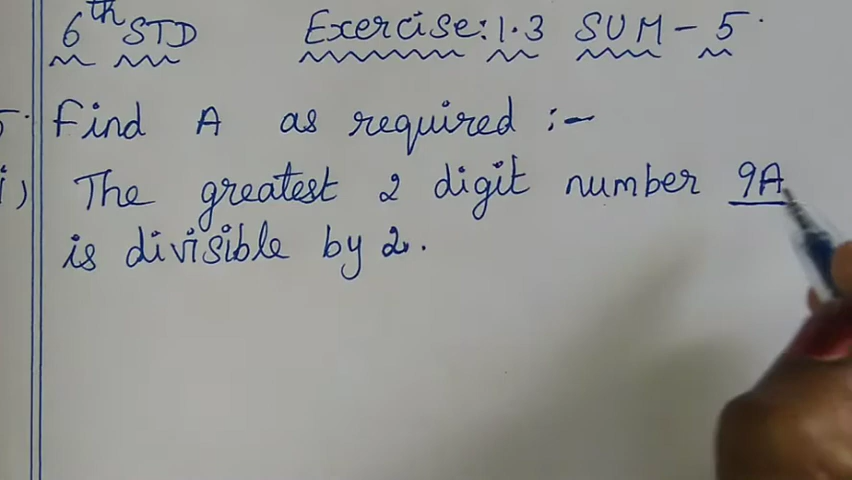 6th STD Exercise: 1.3 SUM - 5.
5. Find A as required :-
i) The greatest 2 digit number 9A
is divisible by 2.